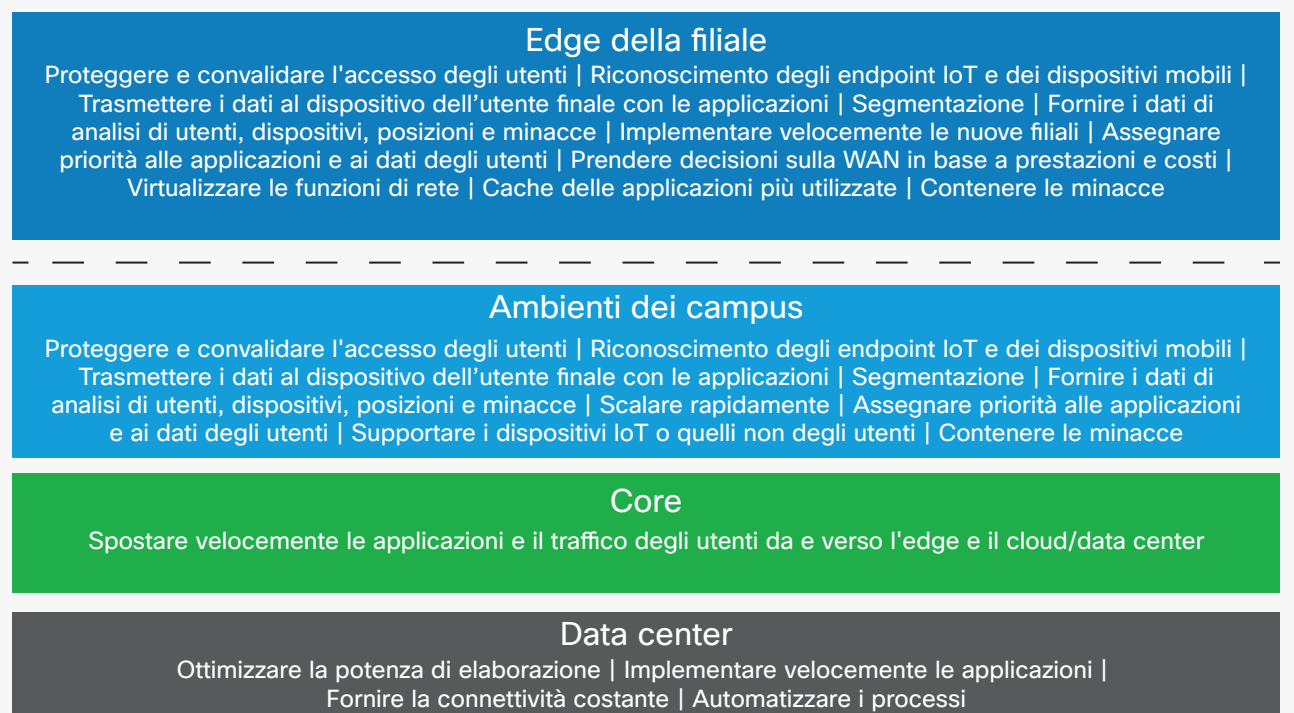 Edge della filiale
Proteggere e convalidare l'accesso degli utenti | Riconoscimento degli endpoint IoT e dei dispositivi mobili |
Trasmettere i dati al dispositivo dell’utente finale con le applicazioni | Segmentazione | Fornire i dati di
analisi di utenti, dispositivi, posizioni e minacce | Implementare velocemente le nuove filiali | Assegnare
priorità alle applicazioni e ai dati degli utenti | Prendere decisioni sulla WAN in base a prestazioni e costi |
Virtualizzare le funzioni di rete | Cache delle applicazioni più utilizzate | Contenere le minacce
Ambienti dei campus
Proteggere e convalidare l'accesso degli utenti | Riconoscimento degli endpoint IoT e dei dispositivi mobili |
Trasmettere i dati al dispositivo dell’utente finale con le applicazioni | Segmentazione | Fornire i dati di
analisi di utenti, dispositivi, posizioni e minacce | Scalare rapidamente | Assegnare priorità alle applicazioni
e ai dati degli utenti | Supportare i dispositivi IoT o quelli non degli utenti | Contenere le minacce
Core
Spostare velocemente le applicazioni e il traffico degli utenti da e verso l'edge e il cloud/data center
Data center
Ottimizzare la potenza di elaborazione | Implementare velocemente le applicazioni |
Fornire la connettività costante | Automatizzare i processi